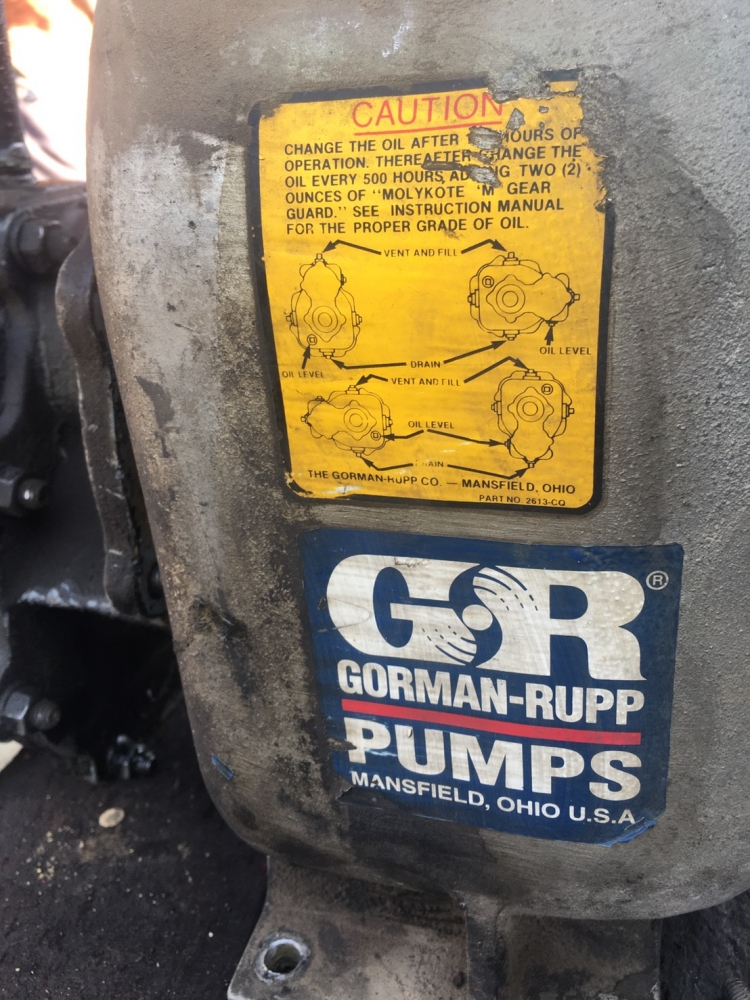 CAUTION
CHANGE THE OIL AFTER HOURS OF
OPERATION. THEREAFTER CHANGE THE
OIL EVERY 500 HOURS, TWO (2)
OUNCES OF "MOLYKOTE 'M' GEAR
GUARD." SEE INSTRUCTION MANUAL
FOR THE PROPER GRADE OF OIL.
VENT AND FILL
OIL LEVEL
DRAIN
OIL LEVEL
VENT AND FILL
OIL LEVEL
DRAIN
THE GORMAN-RUPP CO. — MANSFIELD, OHIO
PART NO. 2613-CQ
GR®
GORMAN-RUPP
PUMPS
MANSFIELD, OHIO U.S.A